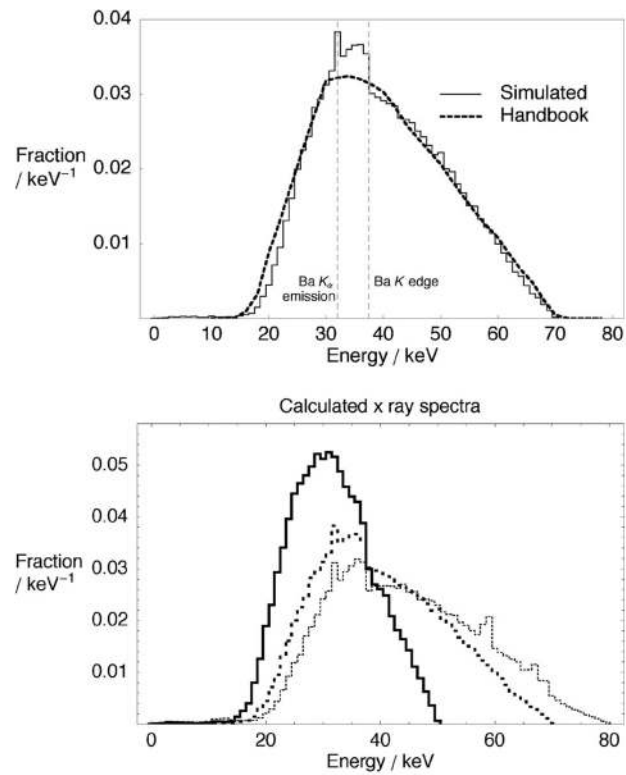 0.04
0.03
0.02
0.01
Fraction
/ keV⁻¹
Simulated
Handbook
Ba Kα
emission
Ba K edge
0 10 20 30 40 50 60 70 80
Energy / keV
Calculated x ray spectra
0.05
0.04
0.03
0.02
0.01
Fraction
/ keV⁻¹
0 20 40 60 80
Energy / keV